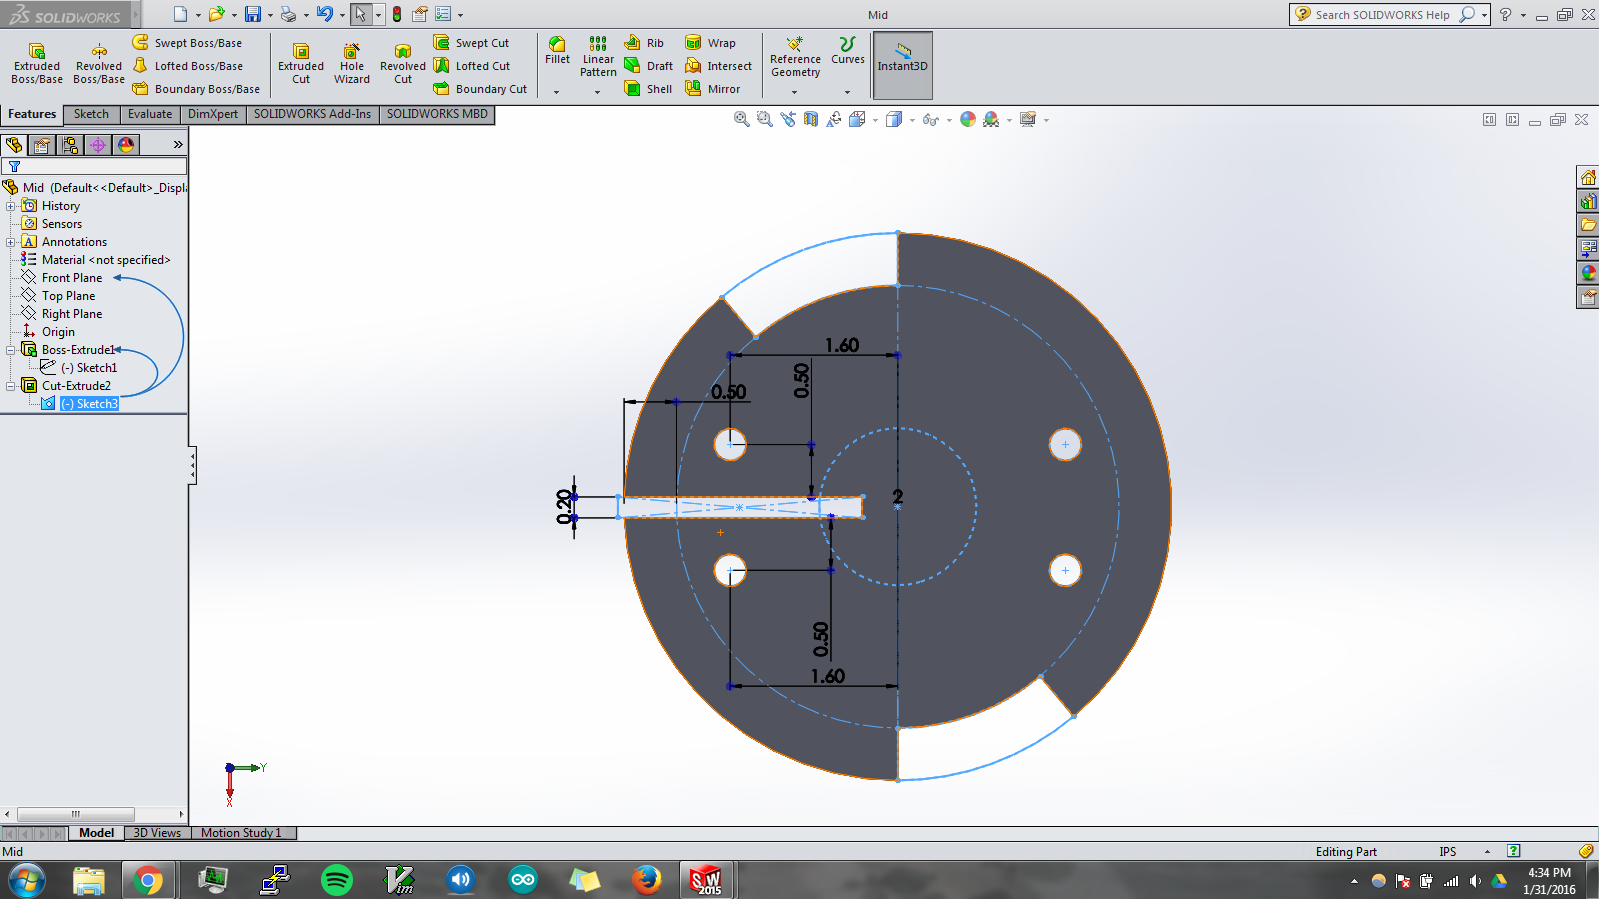 SOLIDWORKS
Mid
Search SOLIDWORKS Help
Extruded Boss/Base
Revolved Boss/Base
Swept Boss/Base
Lofted Boss/Base
Boundary Boss/Base
Extruded Cut
Hole Wizard
Revolved Cut
Swept Cut
Lofted Cut
Boundary Cut
Fillet
Linear Pattern
Rib
Draft
Shell
Wrap
Intersect
Mirror
Reference Geometry
Curves
Instant3D
Features
Sketch
Evaluate
DimXpert
SOLIDWORKS Add-Ins
SOLIDWORKS MBD
Mid (Default<<Default>_Displa
History
Sensors
Annotations
Material <not specified>
Front Plane
Top Plane
Right Plane
Origin
Boss-Extrude1
(-) Sketch1
Cut-Extrude2
(-) Sketch3
1.60
0.50
0.50
0.20
2
0.50
1.60
Y
X
Model
3D Views
Motion Study 1
Mid
Editing Part
IPS
Vim
SW
2015
4:34 PM
1/31/2016